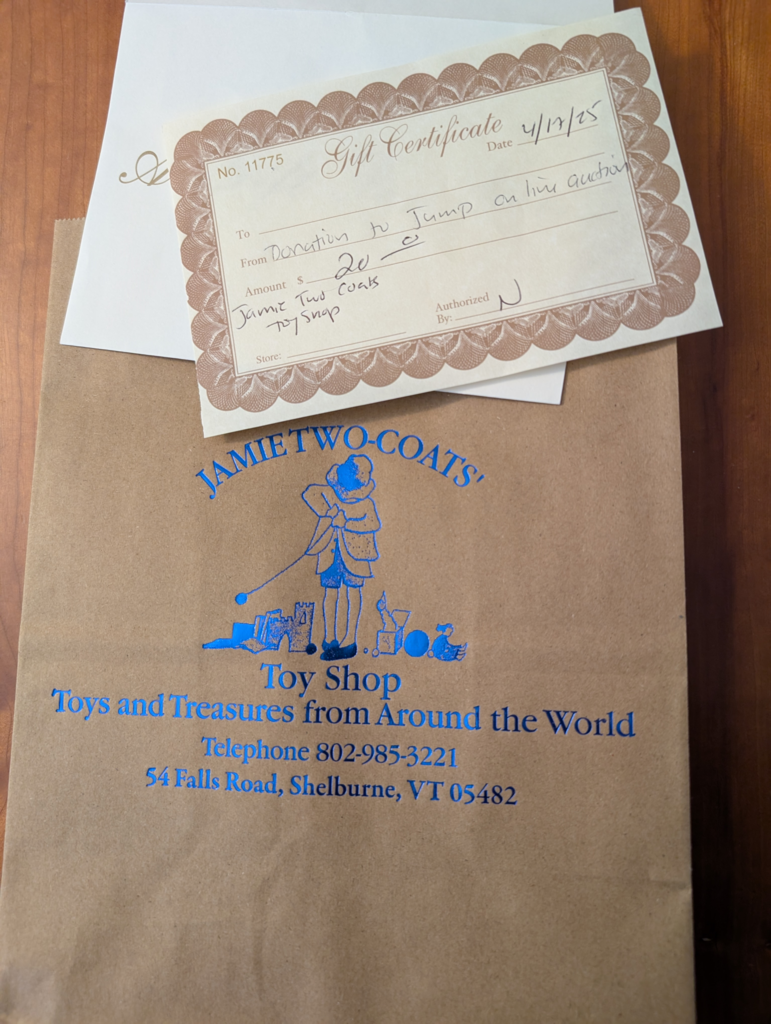 No. 11775
Gift Certificate
Date 4/17/25
To
From Donation to Jump on line auction
Amount $ 20
Jamie Two Coats
Toy Shop
Authorized
By:
Store:
JAMIE TWO-COATS'
Toy Shop
Toys and Treasures from Around the World
Telephone 802-985-3221
54 Falls Road, Shelburne, VT 05482